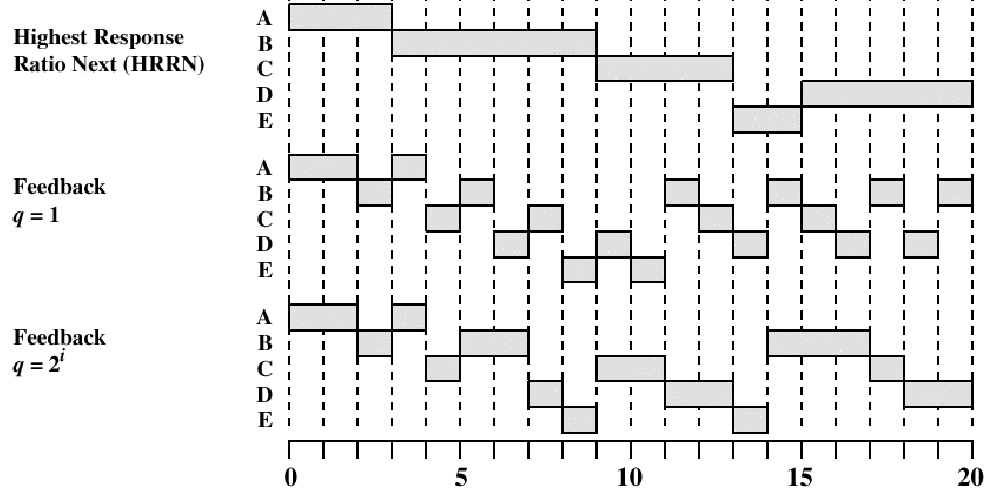 Highest Response
Ratio Next (HRRN)
A
B
C
D
E
Feedback
q = 1
A
B
C
D
E
Feedback
q = 2^i
A
B
C
D
E
0 5 10 15 20